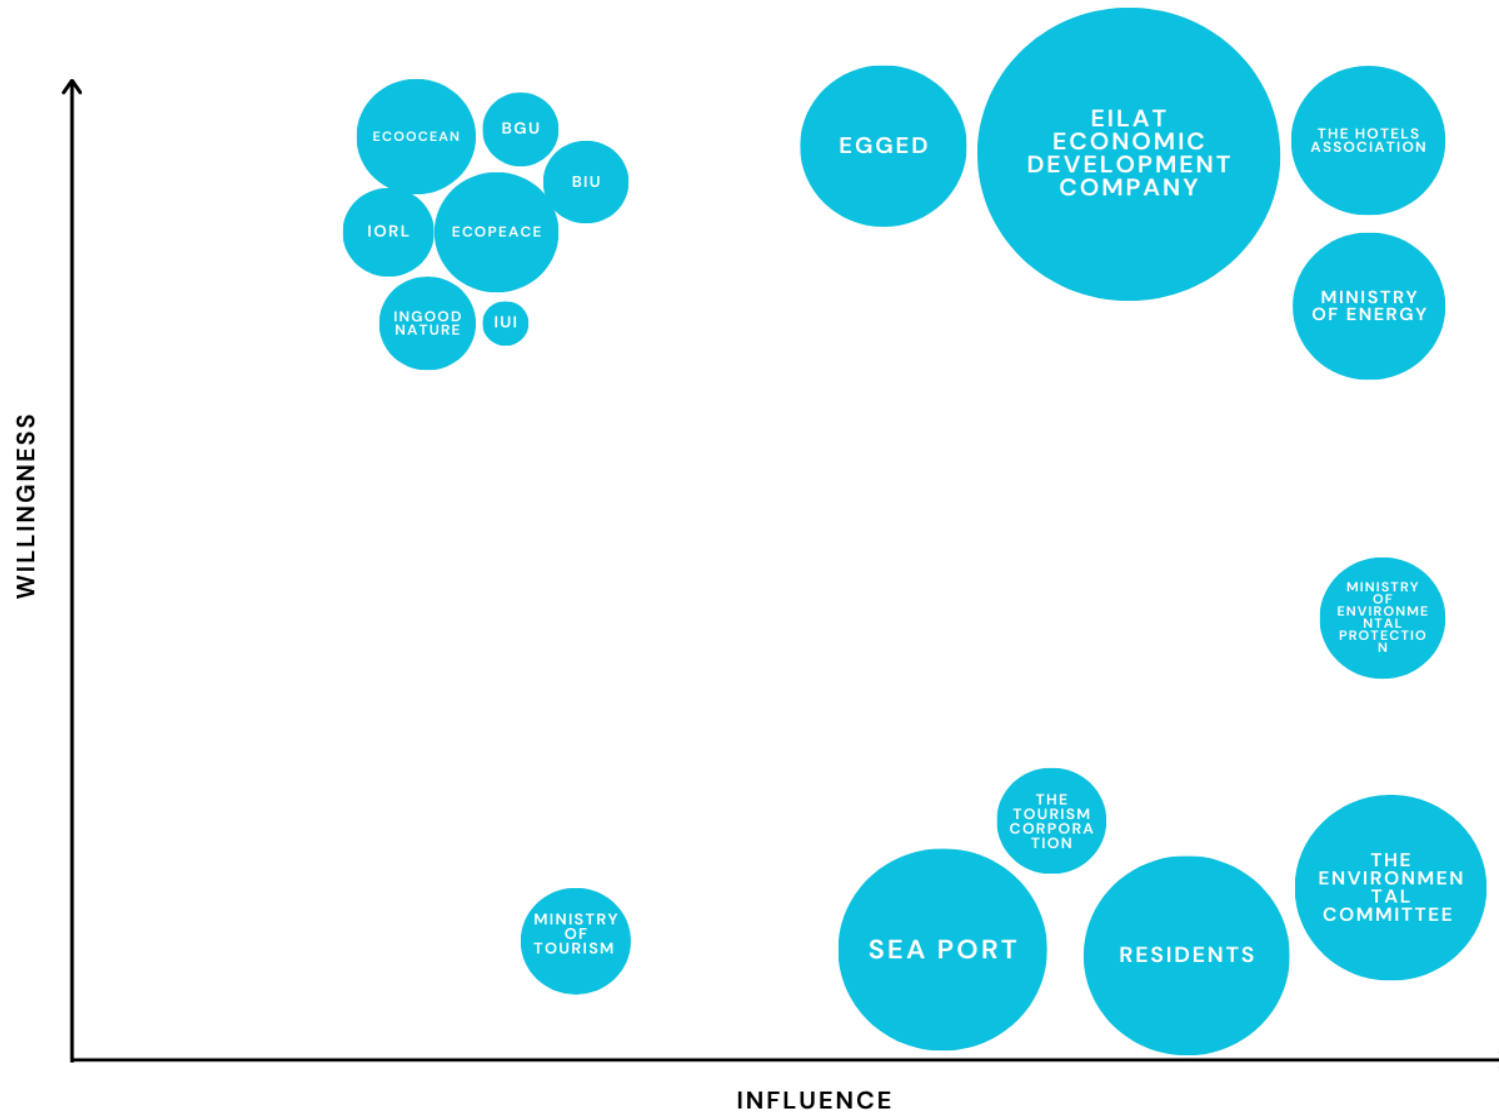 ECOOCEAN
BGU
BIU
IORL
ECOPEACE
INGOOD
NATURE
IUI
EGGED
EILAT
ECONOMIC
DEVELOPMENT
COMPANY
THE HOTELS
ASSOCIATION
MINISTRY
OF ENERGY
WILLINGNESS
MINISTRY
OF
ENVIRONME
NTAL
PROTECTIO
N
THE
TOURISM
CORPORA
TION
THE
ENVIRONMEN
TAL
COMMITTEE
MINISTRY
OF
TOURISM
SEA PORT
RESIDENTS
INFLUENCE